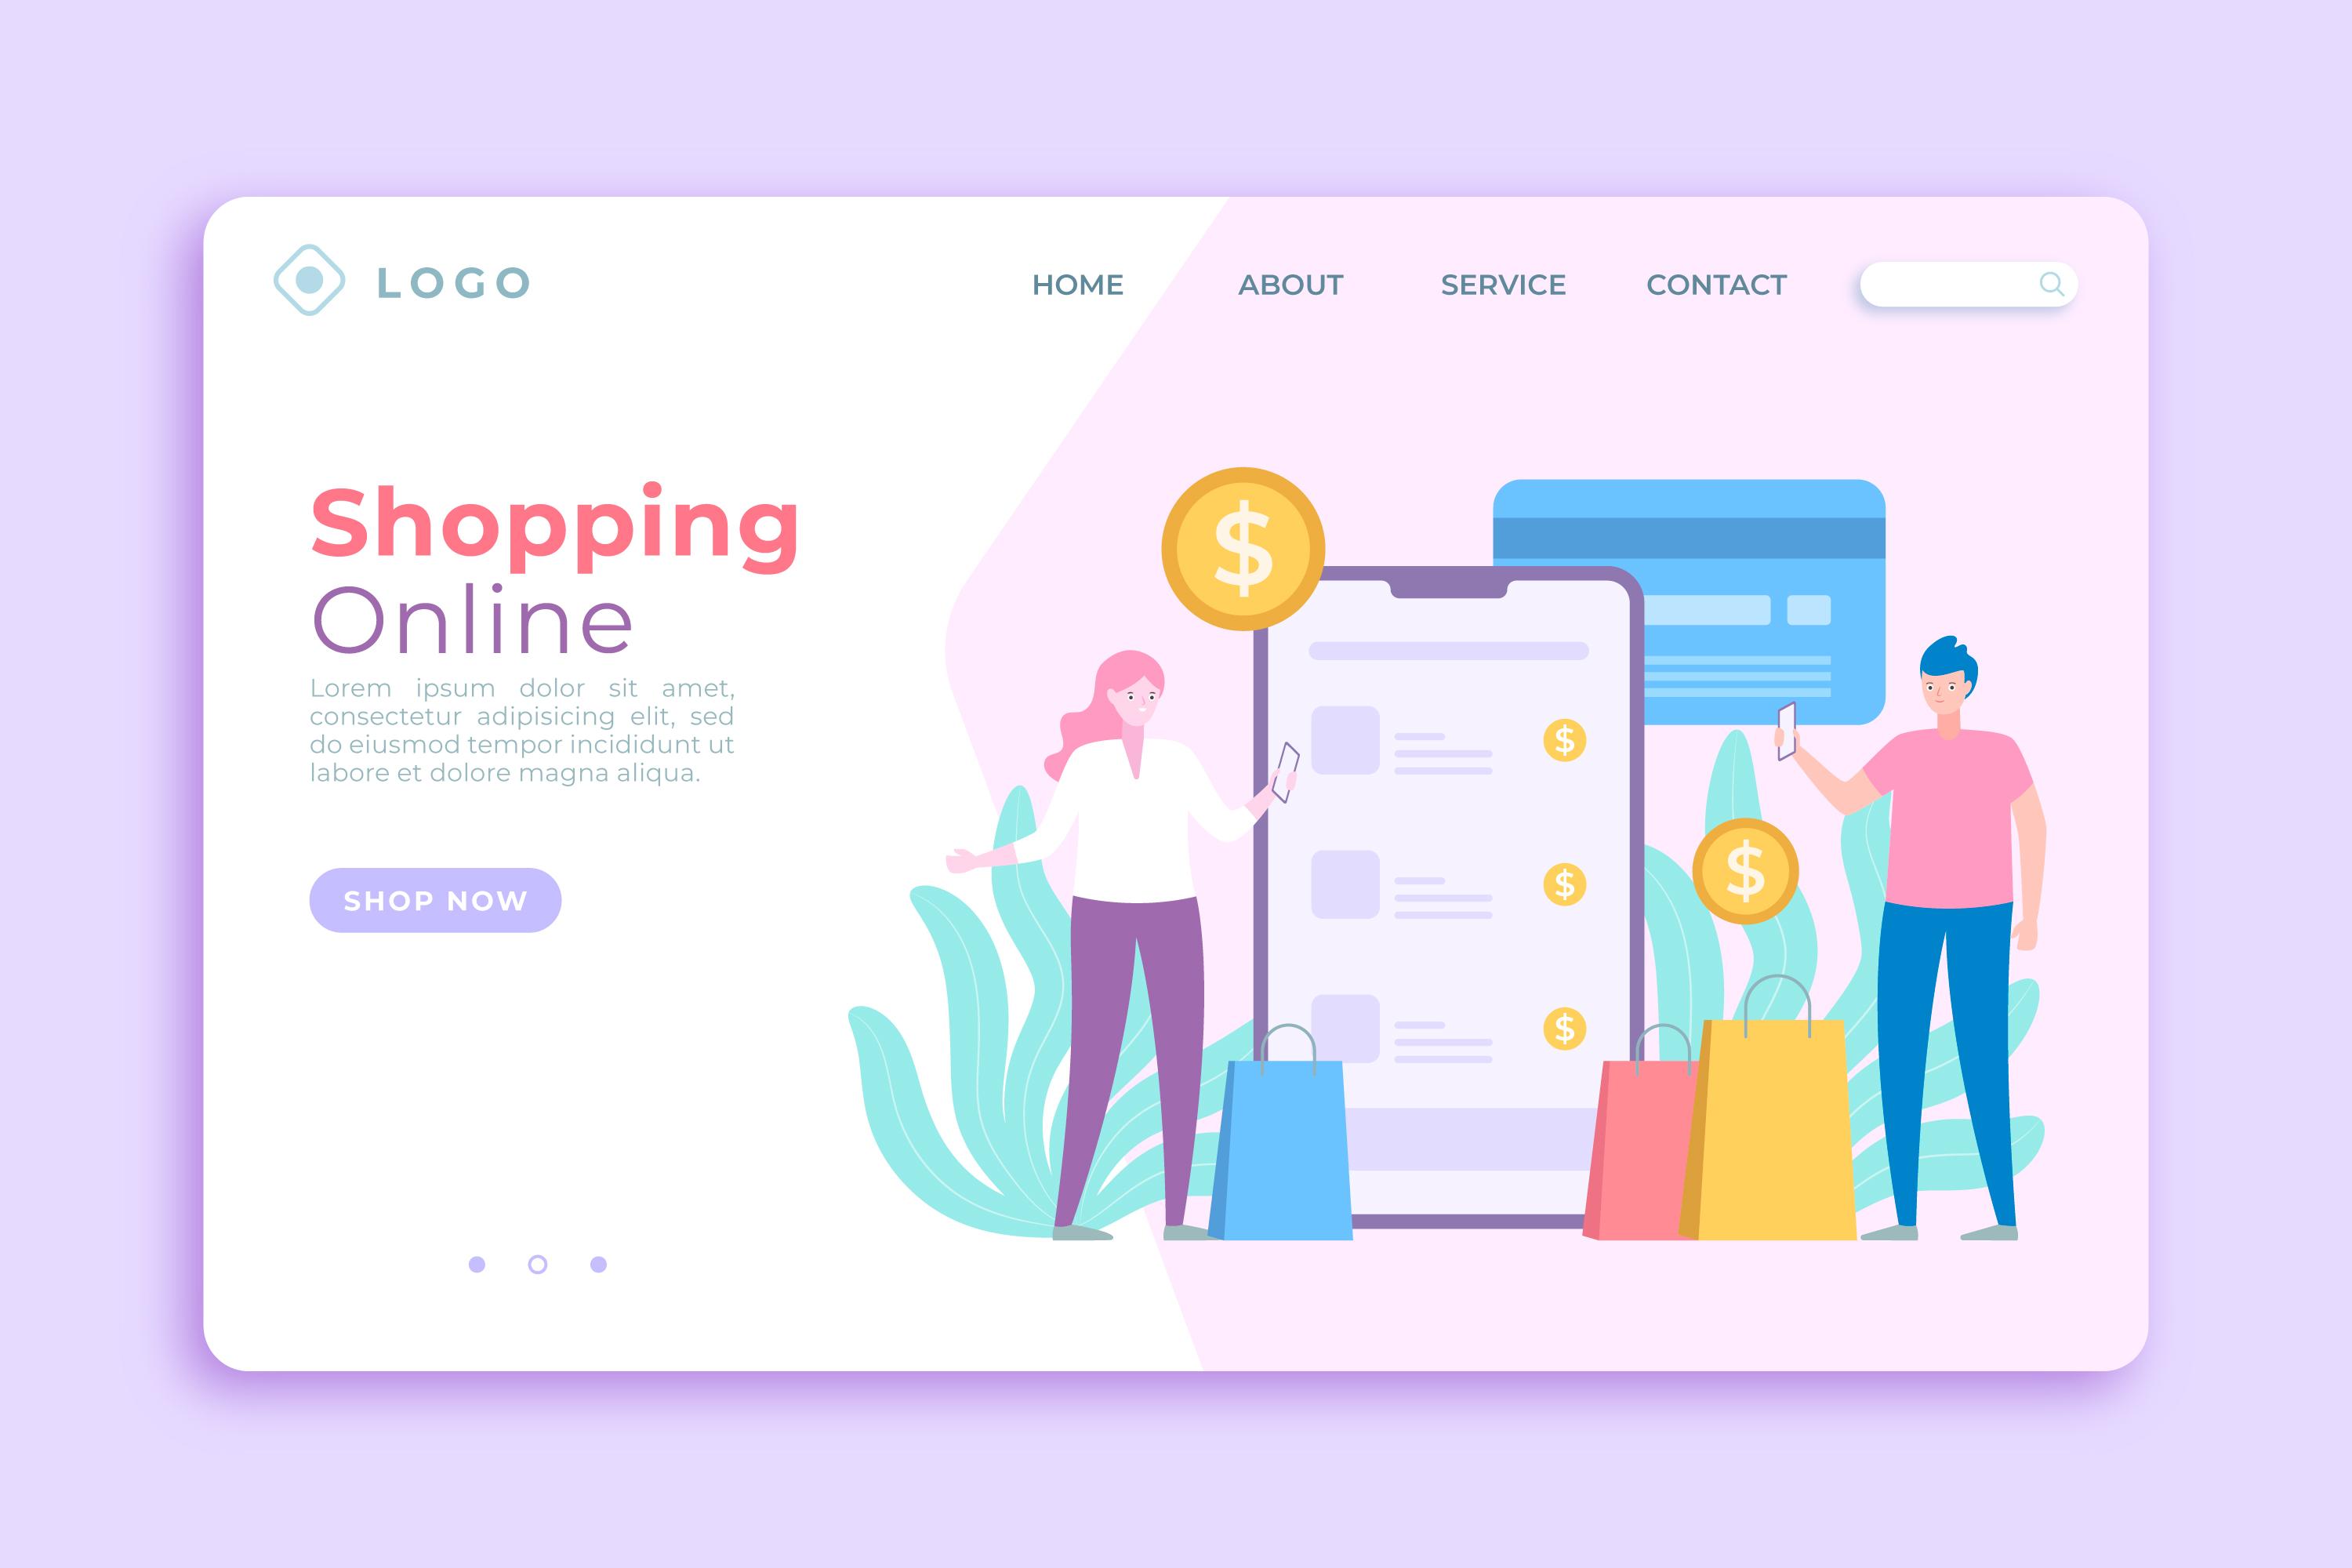 LOGO
HOME ABOUT SERVICE CONTACT
Shopping
Online
Lorem ipsum dolor sit amet,
consectetur adipisicing elit, sed
do eiusmod tempor incididunt ut
labore et dolore magna aliqua.
SHOP NOW
$
$
$
$
$